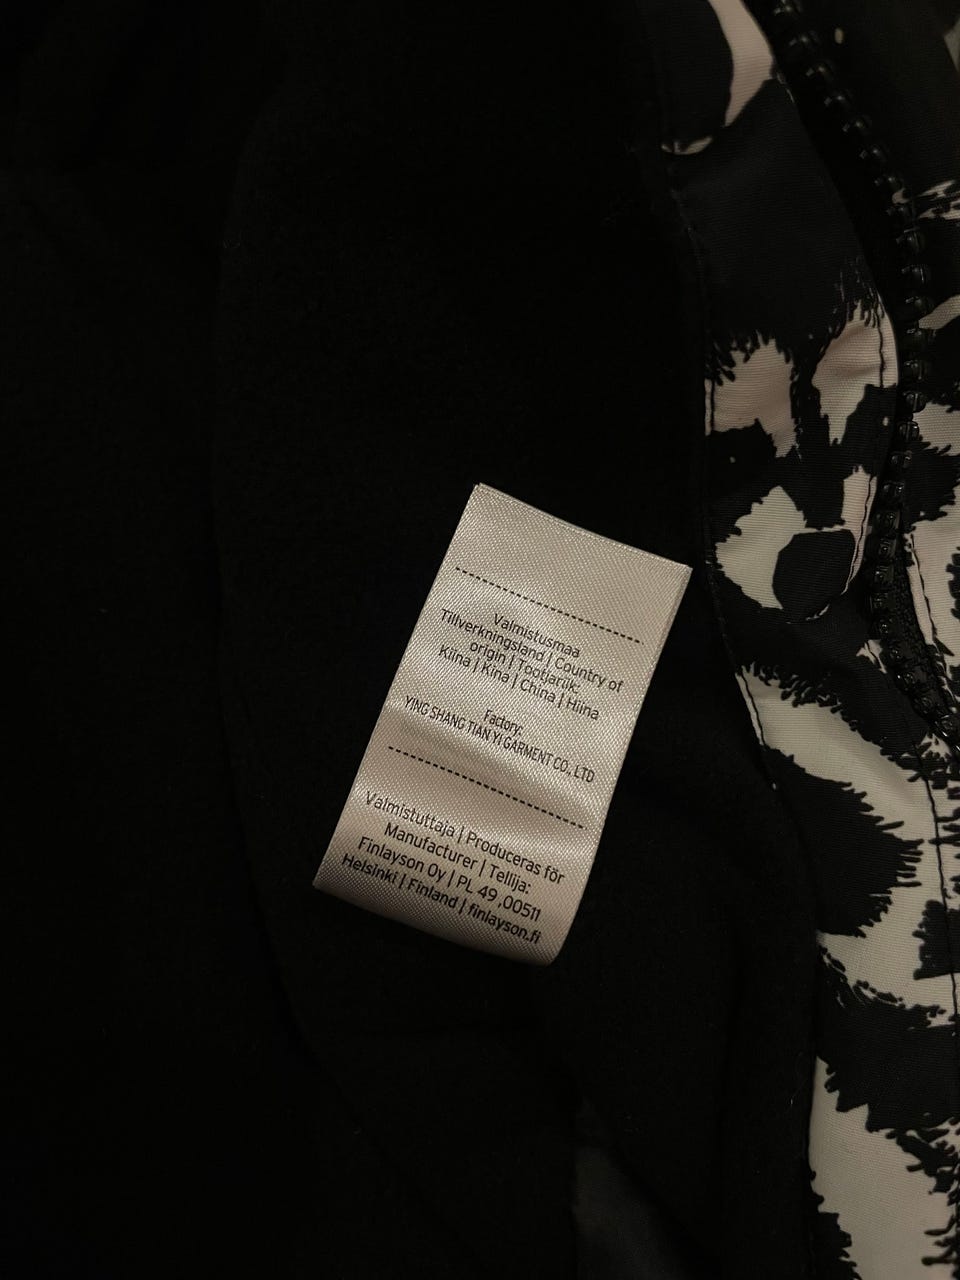 Valmistusmaa
Tillverkningsland | Country of
origin | Tootjariik:
Kiina | Kina | China | Hiina
Factory:
YING SHANG TIAN YI GARMENT CO., LTD
Valmistuttaja | Produceras för
Manufacturer | Tellija:
Finlayson Oy | PL 49 ,00511
Helsinki | Finland | finlayson.fi